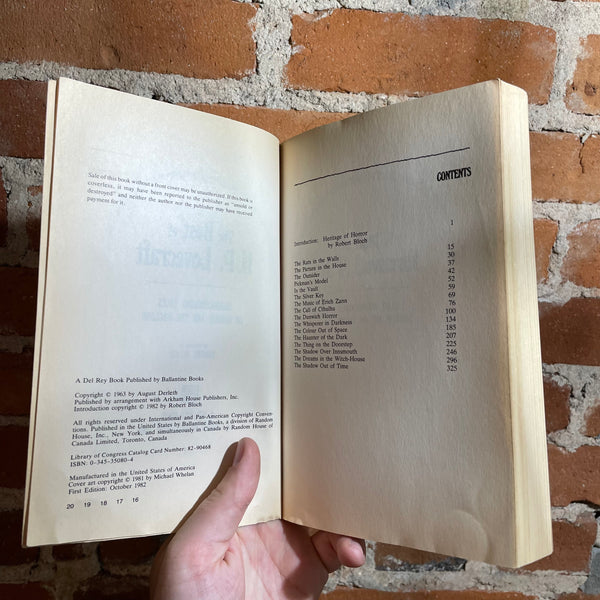 Sale of this book without a front cover may be unauthorized. If this book is
coverless, it may have been reported to the publisher as "unsold or
destroyed" and neither the author nor the publisher may have received
payment for it.
A Del Rey Book Published by Ballantine Books
Copyright © 1963 by August Derleth
Published by arrangement with Arkham House Publishers, Inc.
Introduction copyright © 1982 by Robert Bloch
All rights reserved under International and Pan-American Copyright Conven-
tions. Published in the United States by Ballantine Books, a division of Random
House, Inc., New York, and simultaneously in Canada by Random House of
Canada Limited, Toronto, Canada
Library of Congress Catalog Card Number: 82-90468
ISBN: 0-345-35080-4
Manufactured in the United States of America
Cover art copyright © 1981 by Michael Whelan
First Edition: October 1982
20 19 18 17 16
CONTENTS
Introduction: Heritage of Horror 1
by Robert Bloch
The Rats in the Walls 15
The Picture in the House 30
The Outsider 37
Pickman's Model 42
In the Vault 52
The Silver Key 59
The Music of Erich Zann 69
The Call of Cthulhu 76
The Dunwich Horror 100
The Whisperer in Darkness 134
The Colour Out of Space 185
The Haunter of the Dark 207
The Thing on the Doorstep 225
The Shadow Over Innsmouth 246
The Dreams in the Witch-House 296
The Shadow Out of Time 325